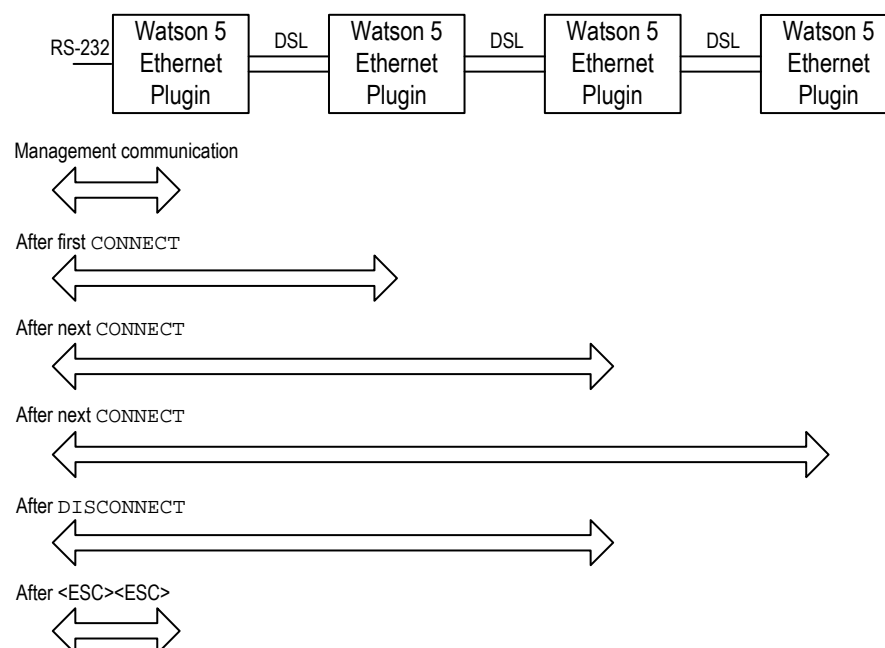 RS-232
Watson 5
Ethernet
Plugin
DSL
Watson 5
Ethernet
Plugin
DSL
Watson 5
Ethernet
Plugin
DSL
Watson 5
Ethernet
Plugin
Management communication
After first CONNECT
After next CONNECT
After next CONNECT
After DISCONNECT
After <ESC><ESC>